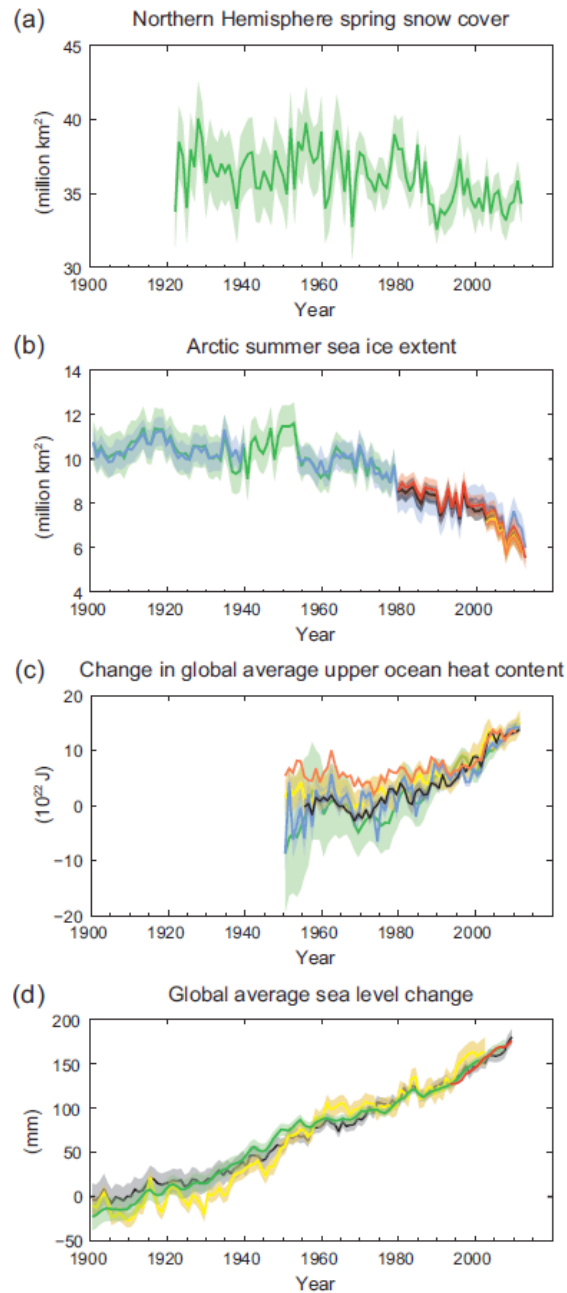 (a) Northern Hemisphere spring snow cover
45
40
35
30
(million km²)
1900 1920 1940 1960 1980 2000
Year
(b) Arctic summer sea ice extent
14
12
10
8
6
4
(million km²)
1900 1920 1940 1960 1980 2000
Year
(c) Change in global average upper ocean heat content
20
10
0
−10
−20
(10²² J)
1900 1920 1940 1960 1980 2000
Year
(d) Global average sea level change
200
150
100
50
0
−50
(mm)
1900 1920 1940 1960 1980 2000
Year